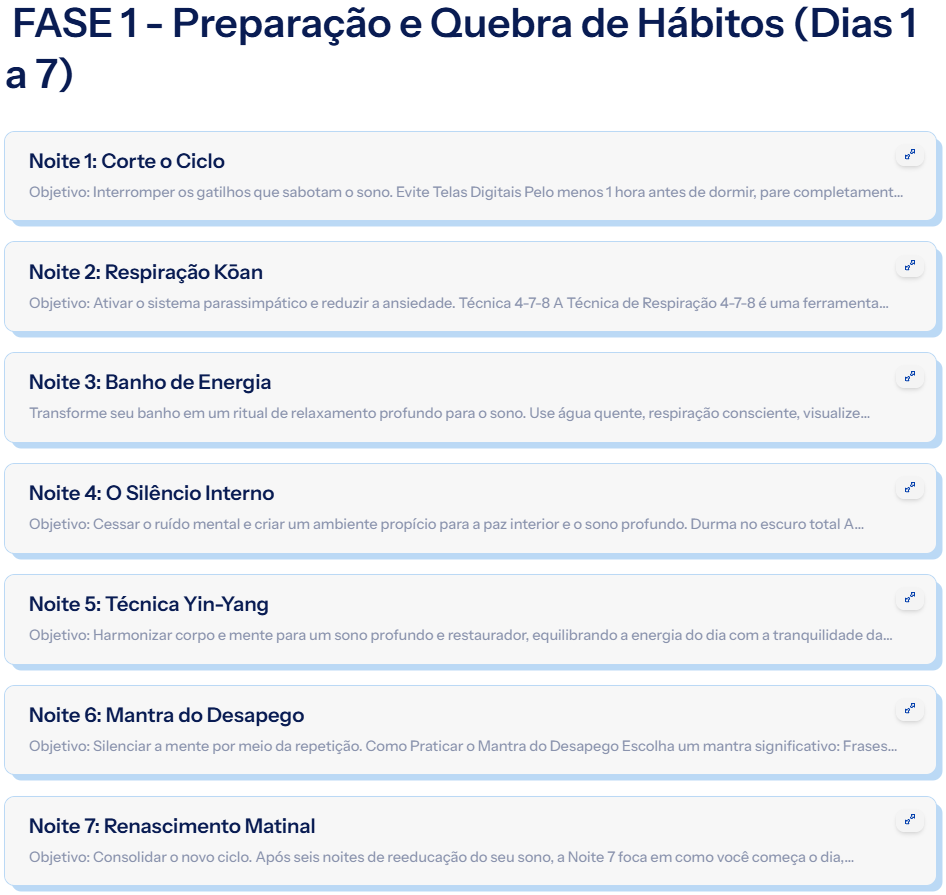 FASE 1 - Preparação e Quebra de Hábitos (Dias 1
a 7)
Noite 1: Corte o Ciclo
Objetivo: Interromper os gatilhos que sabotam o sono. Evite Telas Digitais Pelo menos 1 hora antes de dormir, pare completament...
Noite 2: Respiração Kōan
Objetivo: Ativar o sistema parassimpático e reduzir a ansiedade. Técnica 4-7-8 A Técnica de Respiração 4-7-8 é uma ferramenta...
Noite 3: Banho de Energia
Transforme seu banho em um ritual de relaxamento profundo para o sono. Use água quente, respiração consciente, visualize...
Noite 4: O Silêncio Interno
Objetivo: Cessar o ruído mental e criar um ambiente propício para a paz interior e o sono profundo. Durma no escuro total A...
Noite 5: Técnica Yin-Yang
Objetivo: Harmonizar corpo e mente para um sono profundo e restaurador, equilibrando a energia do dia com a tranquilidade da...
Noite 6: Mantra do Desapego
Objetivo: Silenciar a mente por meio da repetição. Como Praticar o Mantra do Desapego Escolha um mantra significativo: Frases...
Noite 7: Renascimento Matinal
Objetivo: Consolidar o novo ciclo. Após seis noites de reeducação do seu sono, a Noite 7 foca em como você começa o dia,...